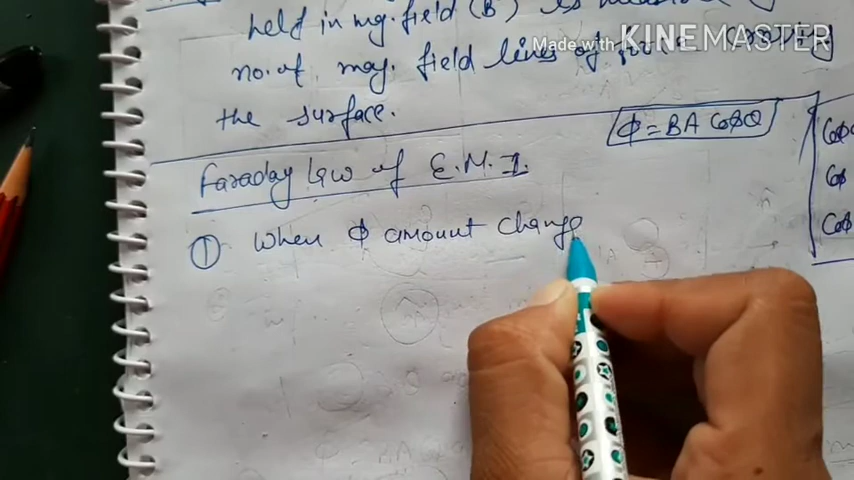 held in mg. field (B) is
Made with KINEMASTER
no. of mag. field lines of
the surface.
Φ = BA Cosθ
Faraday law of E.M.I.
① When Φ amount change